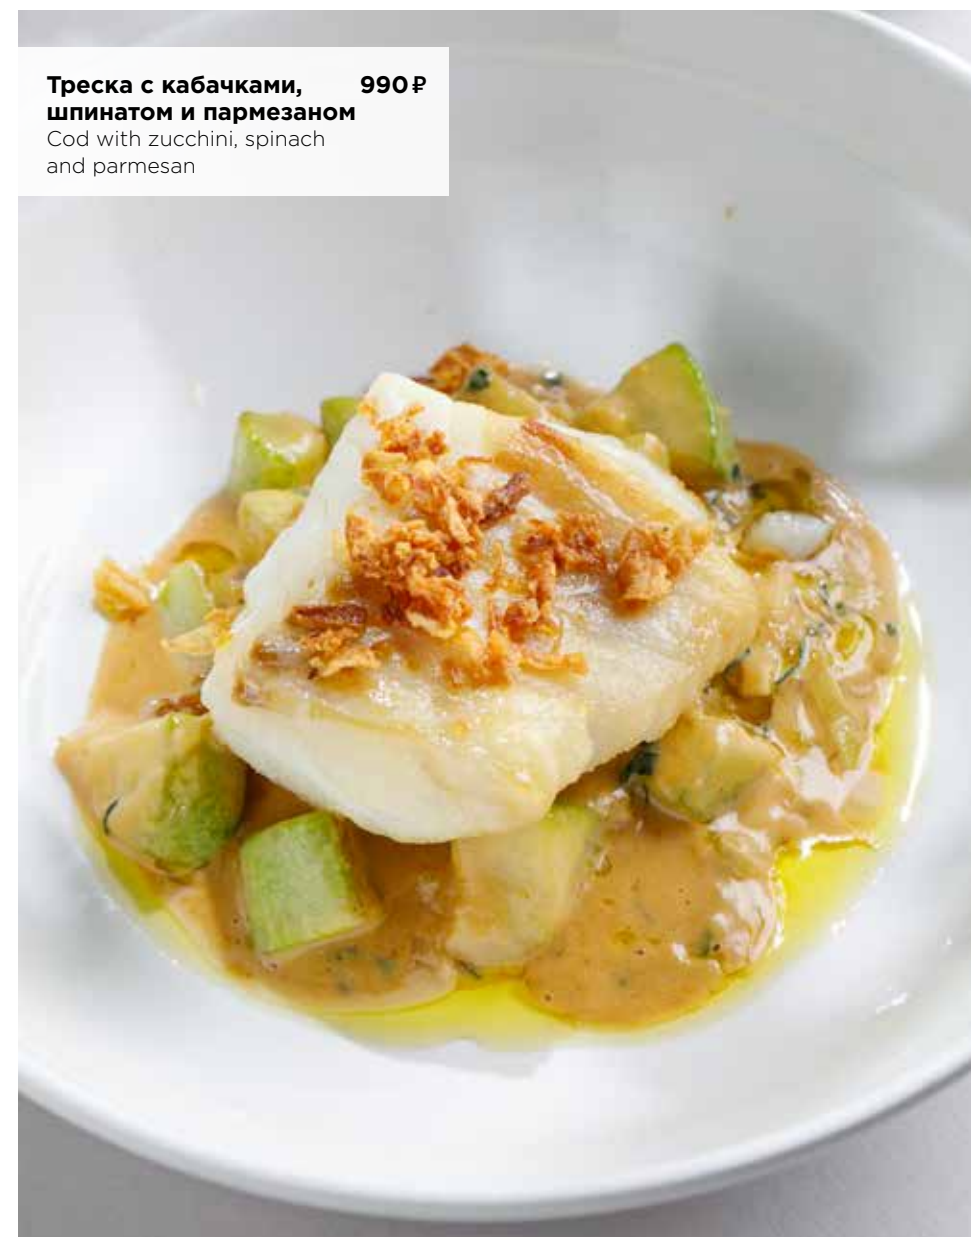 Треска с кабачками, 990 ₽
шпинатом и пармезаном
Cod with zucchini, spinach
and parmesan